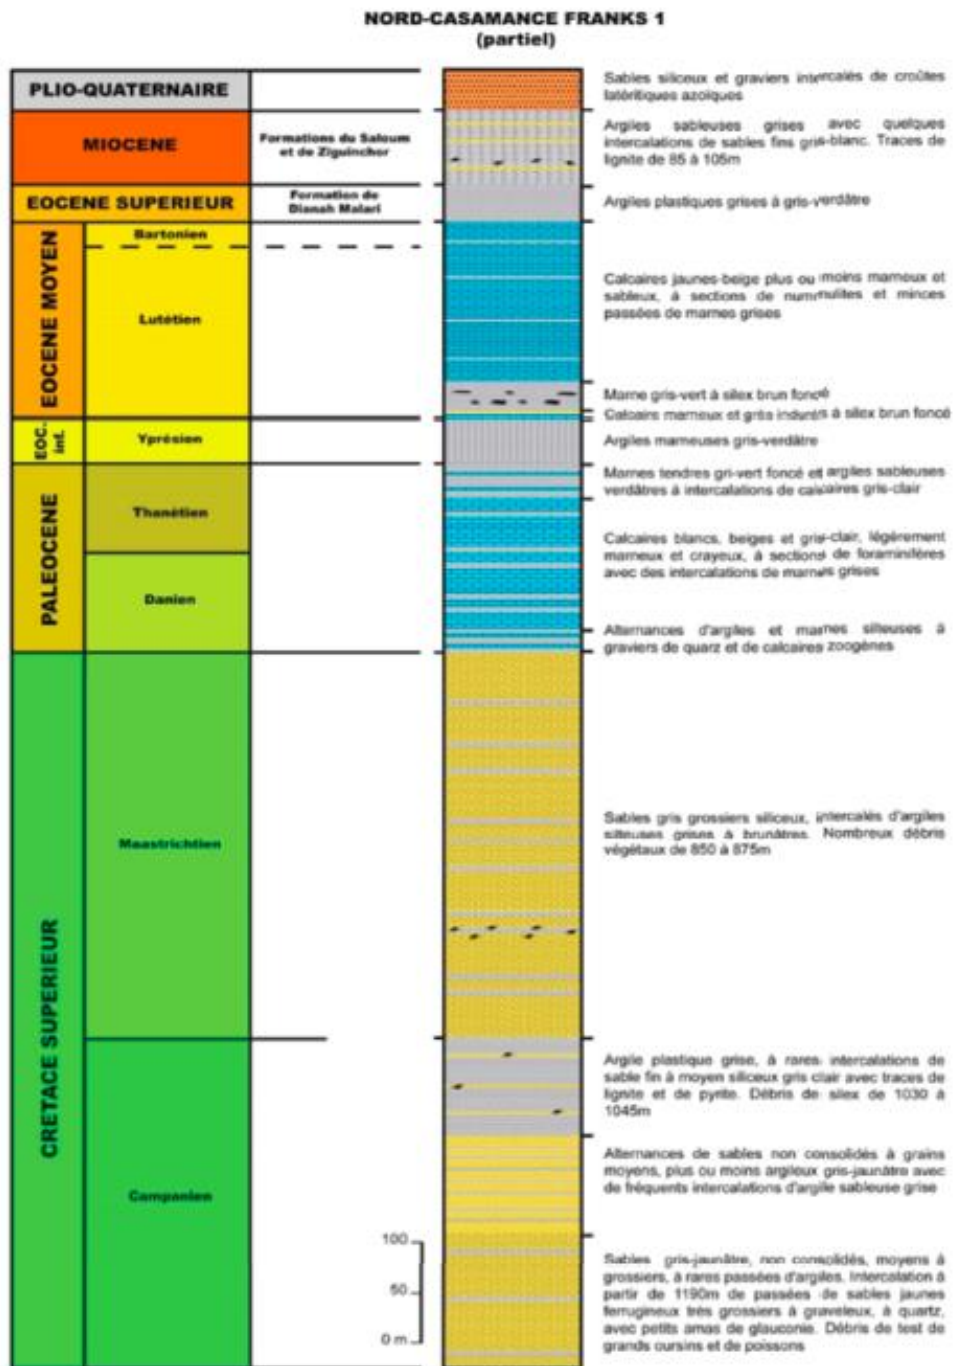 NORD-CASAMANCE FRANKS 1
(partiel)
PLIO-QUATERNAIRE
Sables siliceux et graviers intercalés de croûtes
latéritiques azoïques
MIOCENE
Formations du Saloum
et de Ziguinchor
Argiles sableuses grises avec quelques
intercalations de sables fins gris-blanc. Traces de
lignite de 85 à 105m
EOCENE SUPERIEUR
Formation de
Dianah Malari
Argiles plastiques grises à gris-verdâtre
EOCENE MOYEN
Bartonien
Lutétien
Calcaires jaunes-beige plus ou moins marneux et
sableux, à sections de nummulites et minces
passées de marnes grises
Marne gris-vert à silex brun foncé
Calcaire marneux et grès indurés à silex brun foncé
EOC.
inf.
Yprésien
Argiles marneuses gris-verdâtre
PALEOCENE
Thanétien
Marnes tendres gri-vert foncé et argiles sableuses
verdâtres à intercalations de calcaires gris-clair
Calcaires blancs, beiges et gris-clair, légérement
marneux et crayeux, à sections de foraminifères
avec des intercalations de marnes grises
Danien
Alternances d'argiles et marnes silteuses à
graviers de quarz et de calcaires zoogènes
CRETACE SUPERIEUR
Maastrichtien
Sables gris grossiers siliceux, intercalés d'argiles
silteuses grises à brunâtres. Nombreux débris
végétaux de 850 à 875m
Campanien
Argile plastique grise, à rares intercalations de
sable fin à moyen siliceux gris clair avec traces de
lignite et de pyrite. Débris de silex de 1030 à
1045m
Alternances de sables non consolidés à grains
moyens, plus ou moins argileux gris-jaunâtre avec
de fréquents intercalations d'argile sableuse grise
100
50
0 m
Sables gris-jaunâtre, non consolidés, moyens à
grossiers, à rares passées d'argiles. Intercalation à
partir de 1190m de passées de sables jaunes
ferrugineux très grossiers à graveleux, à quartz,
avec petits amas de glauconie. Débris de test de
grands oursins et de poissons